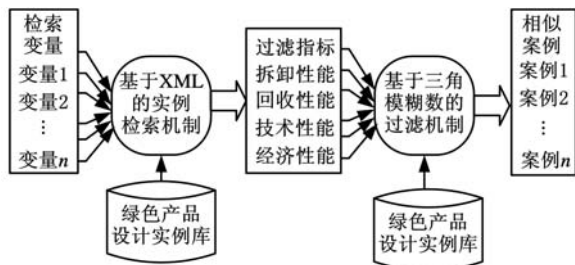 检索
变量
变量1
变量2
⋮
变量n
基于XML
的实例
检索机制
绿色产品
设计实例库
过滤指标
拆卸性能
回收性能
技术性能
经济性能
基于三角
模糊数的
过滤机制
绿色产品
设计实例库
相似
案例
案例1
案例2
⋮
案例n